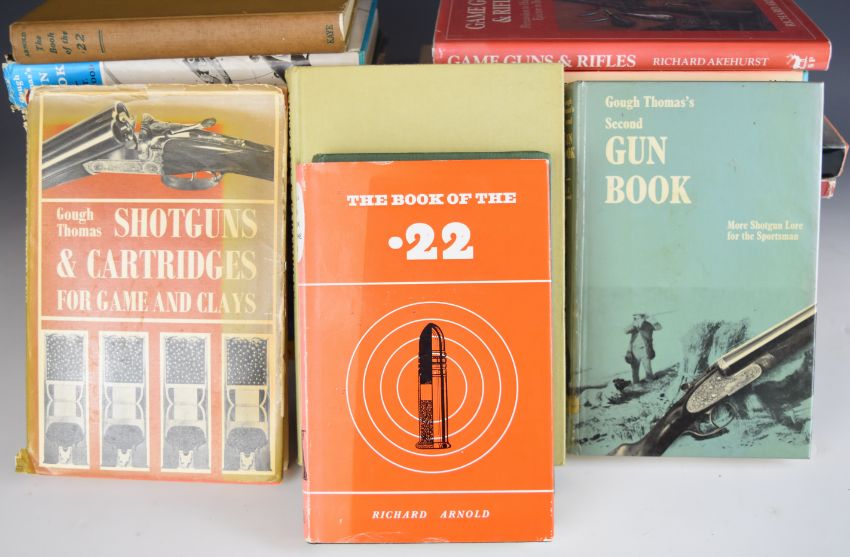 ARNOLD
The Book
of the
.22
KAYE
GAME GUNS
& RIFLES
GAME GUNS & RIFLES
RICHARD AKEHURST
Gough
Thomas
SHOTGUNS
& CARTRIDGES
FOR GAME AND CLAYS
THE BOOK OF THE
.22
RICHARD ARNOLD
Gough Thomas's
Second
GUN
BOOK
More Shotgun Lore
for the Sportsman